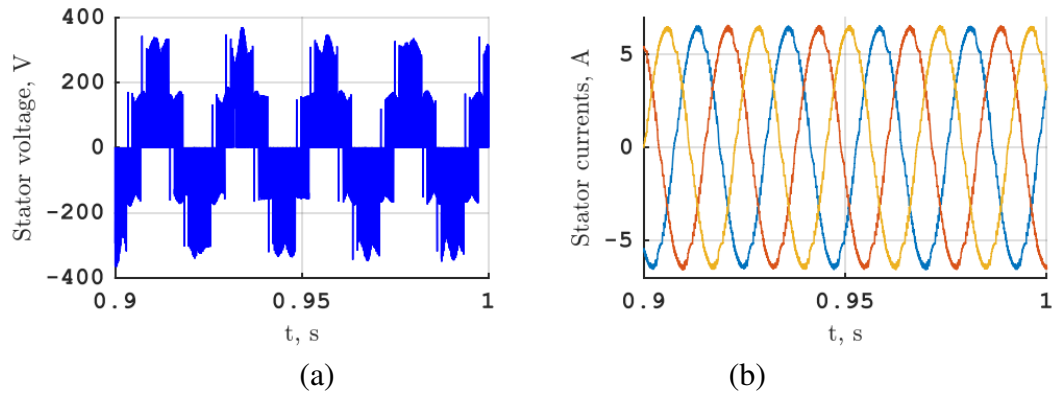 Stator voltage, V
400
200
0
−200
−400
0.9
0.95
1
t, s
(a)
Stator currents, A
5
0
−5
0.9
0.95
1
t, s
(b)